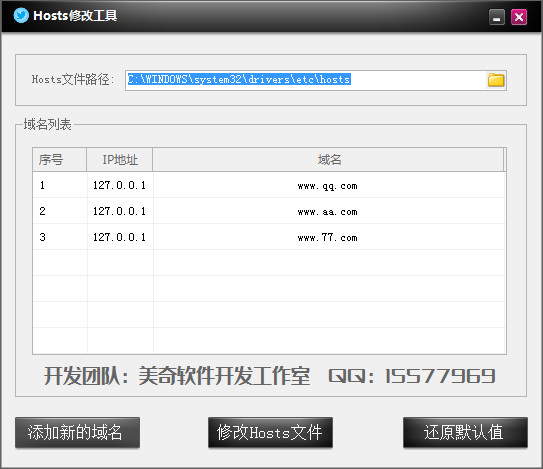 Hosts修改工具
Hosts文件路径: C:\WINDOWS\system32\drivers\etc\hosts
域名列表
序号 IP地址 域名
1 127.0.0.1 www.qq.com
2 127.0.0.1 www.aa.com
3 127.0.0.1 www.77.com
开发团队：美奇软件开发工作室 QQ：15577969
添加新的域名 修改Hosts文件 还原默认值